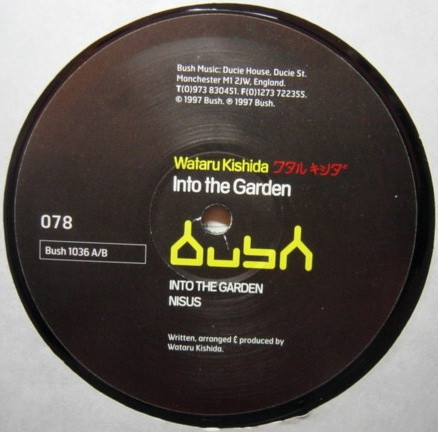 Bush Music: Ducie House, Ducie St.
Manchester M1 2JW, England.
T(0)973 830451. F(0)1273 722355.
© 1997 Bush. ℗ 1997 Bush.
Wataru Kishida ワタル キシダ
Into the Garden
078
Bush 1036 A/B
bush
INTO THE GARDEN
NISUS
Written, arranged & produced by
Wataru Kishida.